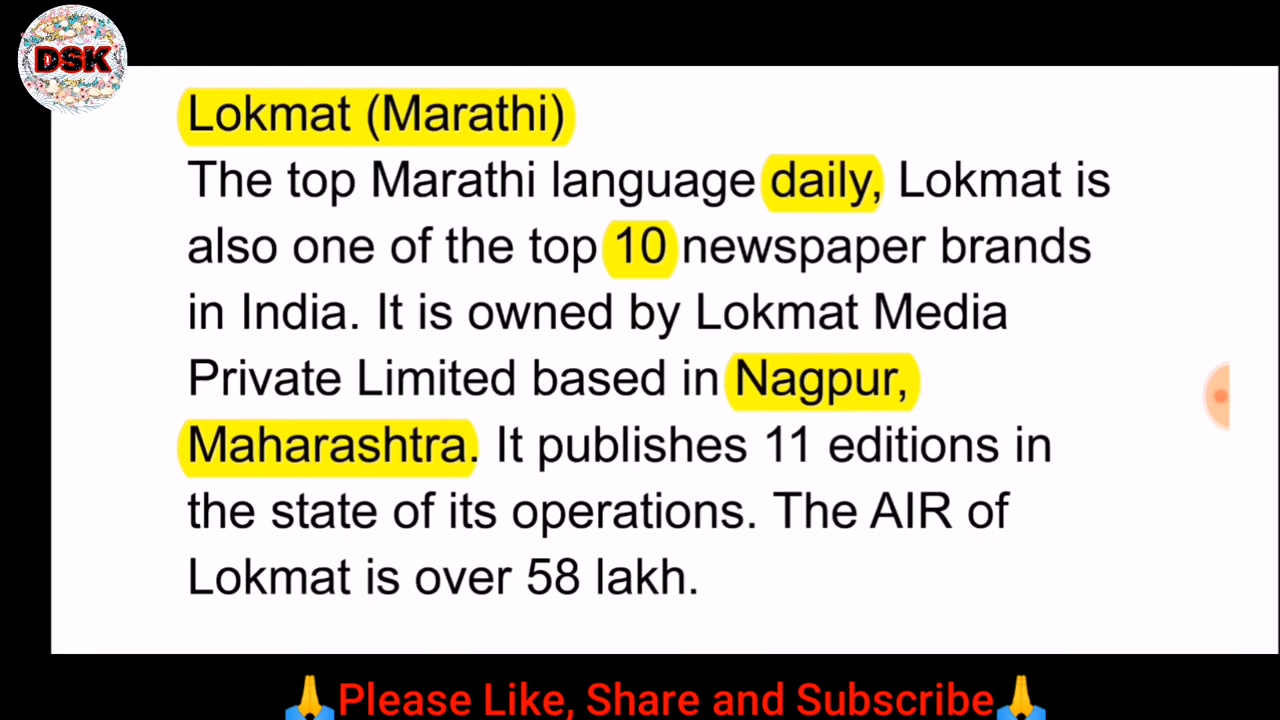 DSK
Lokmat (Marathi)
The top Marathi language daily, Lokmat is
also one of the top 10 newspaper brands
in India. It is owned by Lokmat Media
Private Limited based in Nagpur,
Maharashtra. It publishes 11 editions in
the state of its operations. The AIR of
Lokmat is over 58 lakh.
🙏Please Like, Share and Subscribe🙏